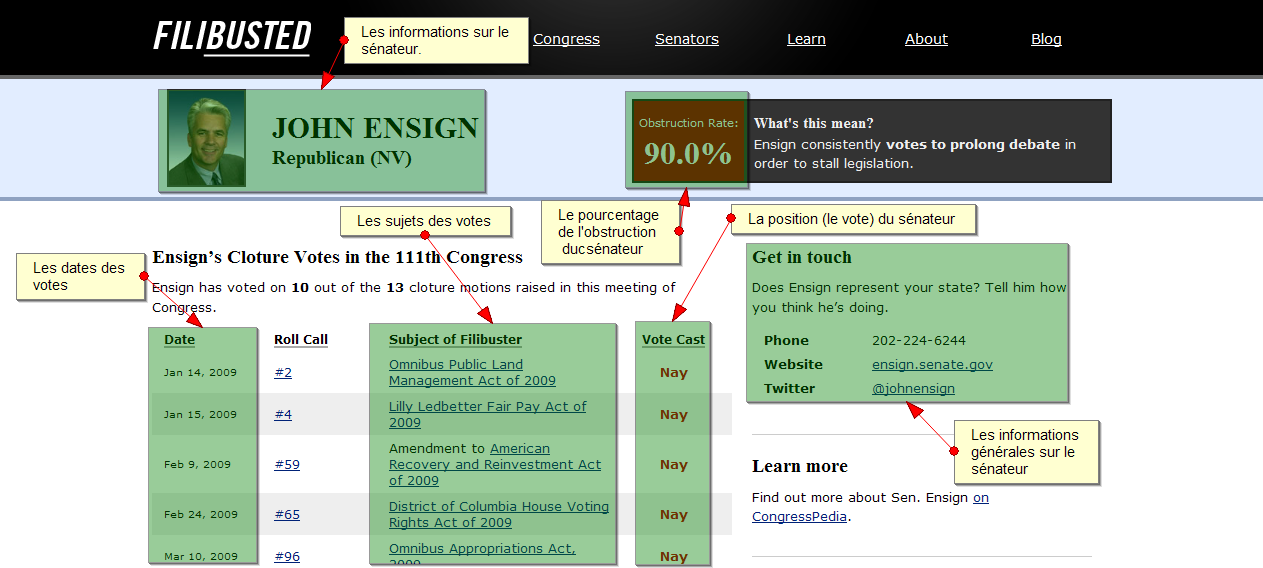 FILIBUSTED
Les informations sur le
sénateur.
Congress
Senators
Learn
About
Blog
JOHN ENSIGN
Republican (NV)
Obstruction Rate:
90.0%
What's this mean?
Ensign consistently votes to prolong debate in
order to stall legislation.
Les sujets des votes
Le pourcentage
de l'obstruction
ducsénateur
La position (le vote) du sénateur
Les dates des
votes
Ensign’s Cloture Votes in the 111th Congress
Ensign has voted on 10 out of the 13 cloture motions raised in this meeting of
Congress.
Date Roll Call Subject of Filibuster Vote Cast
Jan 14, 2009 #2 Omnibus Public Land Nay
Management Act of 2009
Jan 15, 2009 #4 Lilly Ledbetter Fair Pay Act of Nay
2009
Amendment to American
Feb 9, 2009 #59 Recovery and Reinvestment Act Nay
of 2009
Feb 24, 2009 #65 District of Columbia House Voting Nay
Rights Act of 2009
Mar 10, 2009 #96 Omnibus Appropriations Act, Nay
2009
Get in touch
Does Ensign represent your state? Tell him how
you think he’s doing.
Phone 202-224-6244
Website ensign.senate.gov
Twitter @johnensign
Les informations
générales sur le
sénateur
Learn more
Find out more about Sen. Ensign on
CongressPedia.